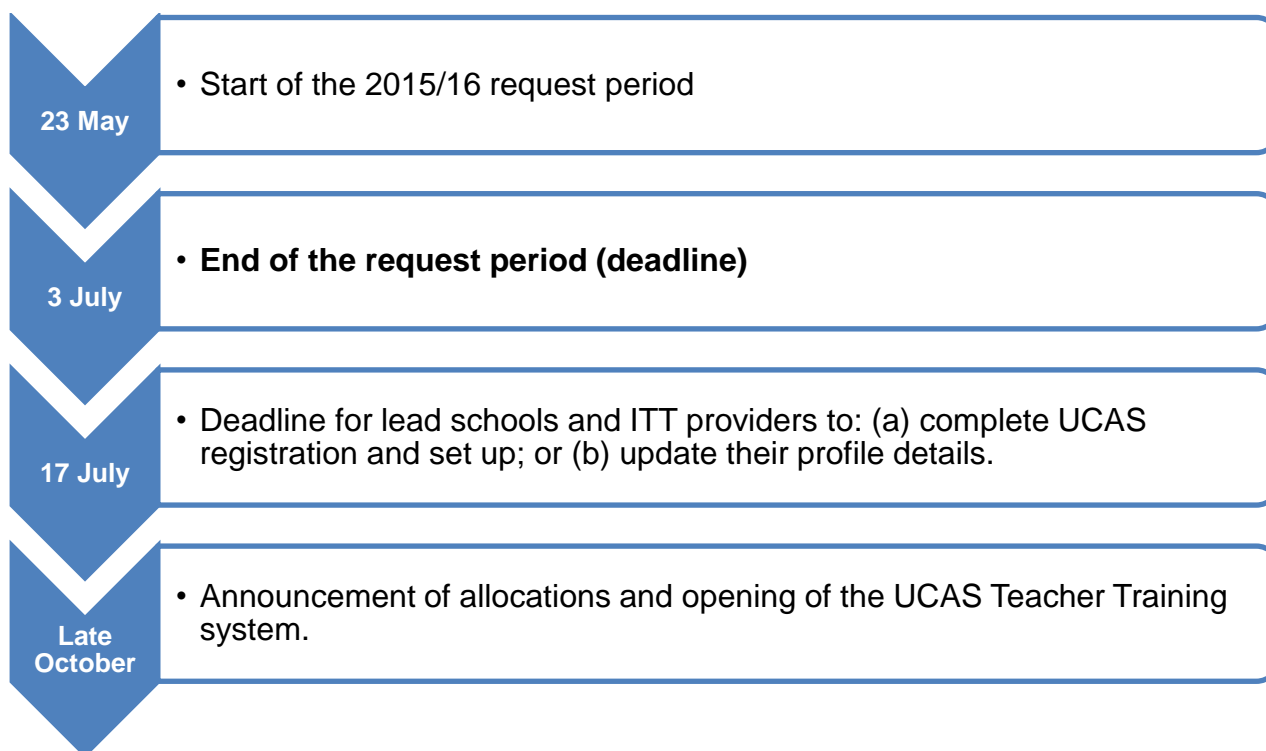 23 May
• Start of the 2015/16 request period
3 July
• End of the request period (deadline)
17 July
• Deadline for lead schools and ITT providers to: (a) complete UCAS
registration and set up; or (b) update their profile details.
Late
October
• Announcement of allocations and opening of the UCAS Teacher Training
system.